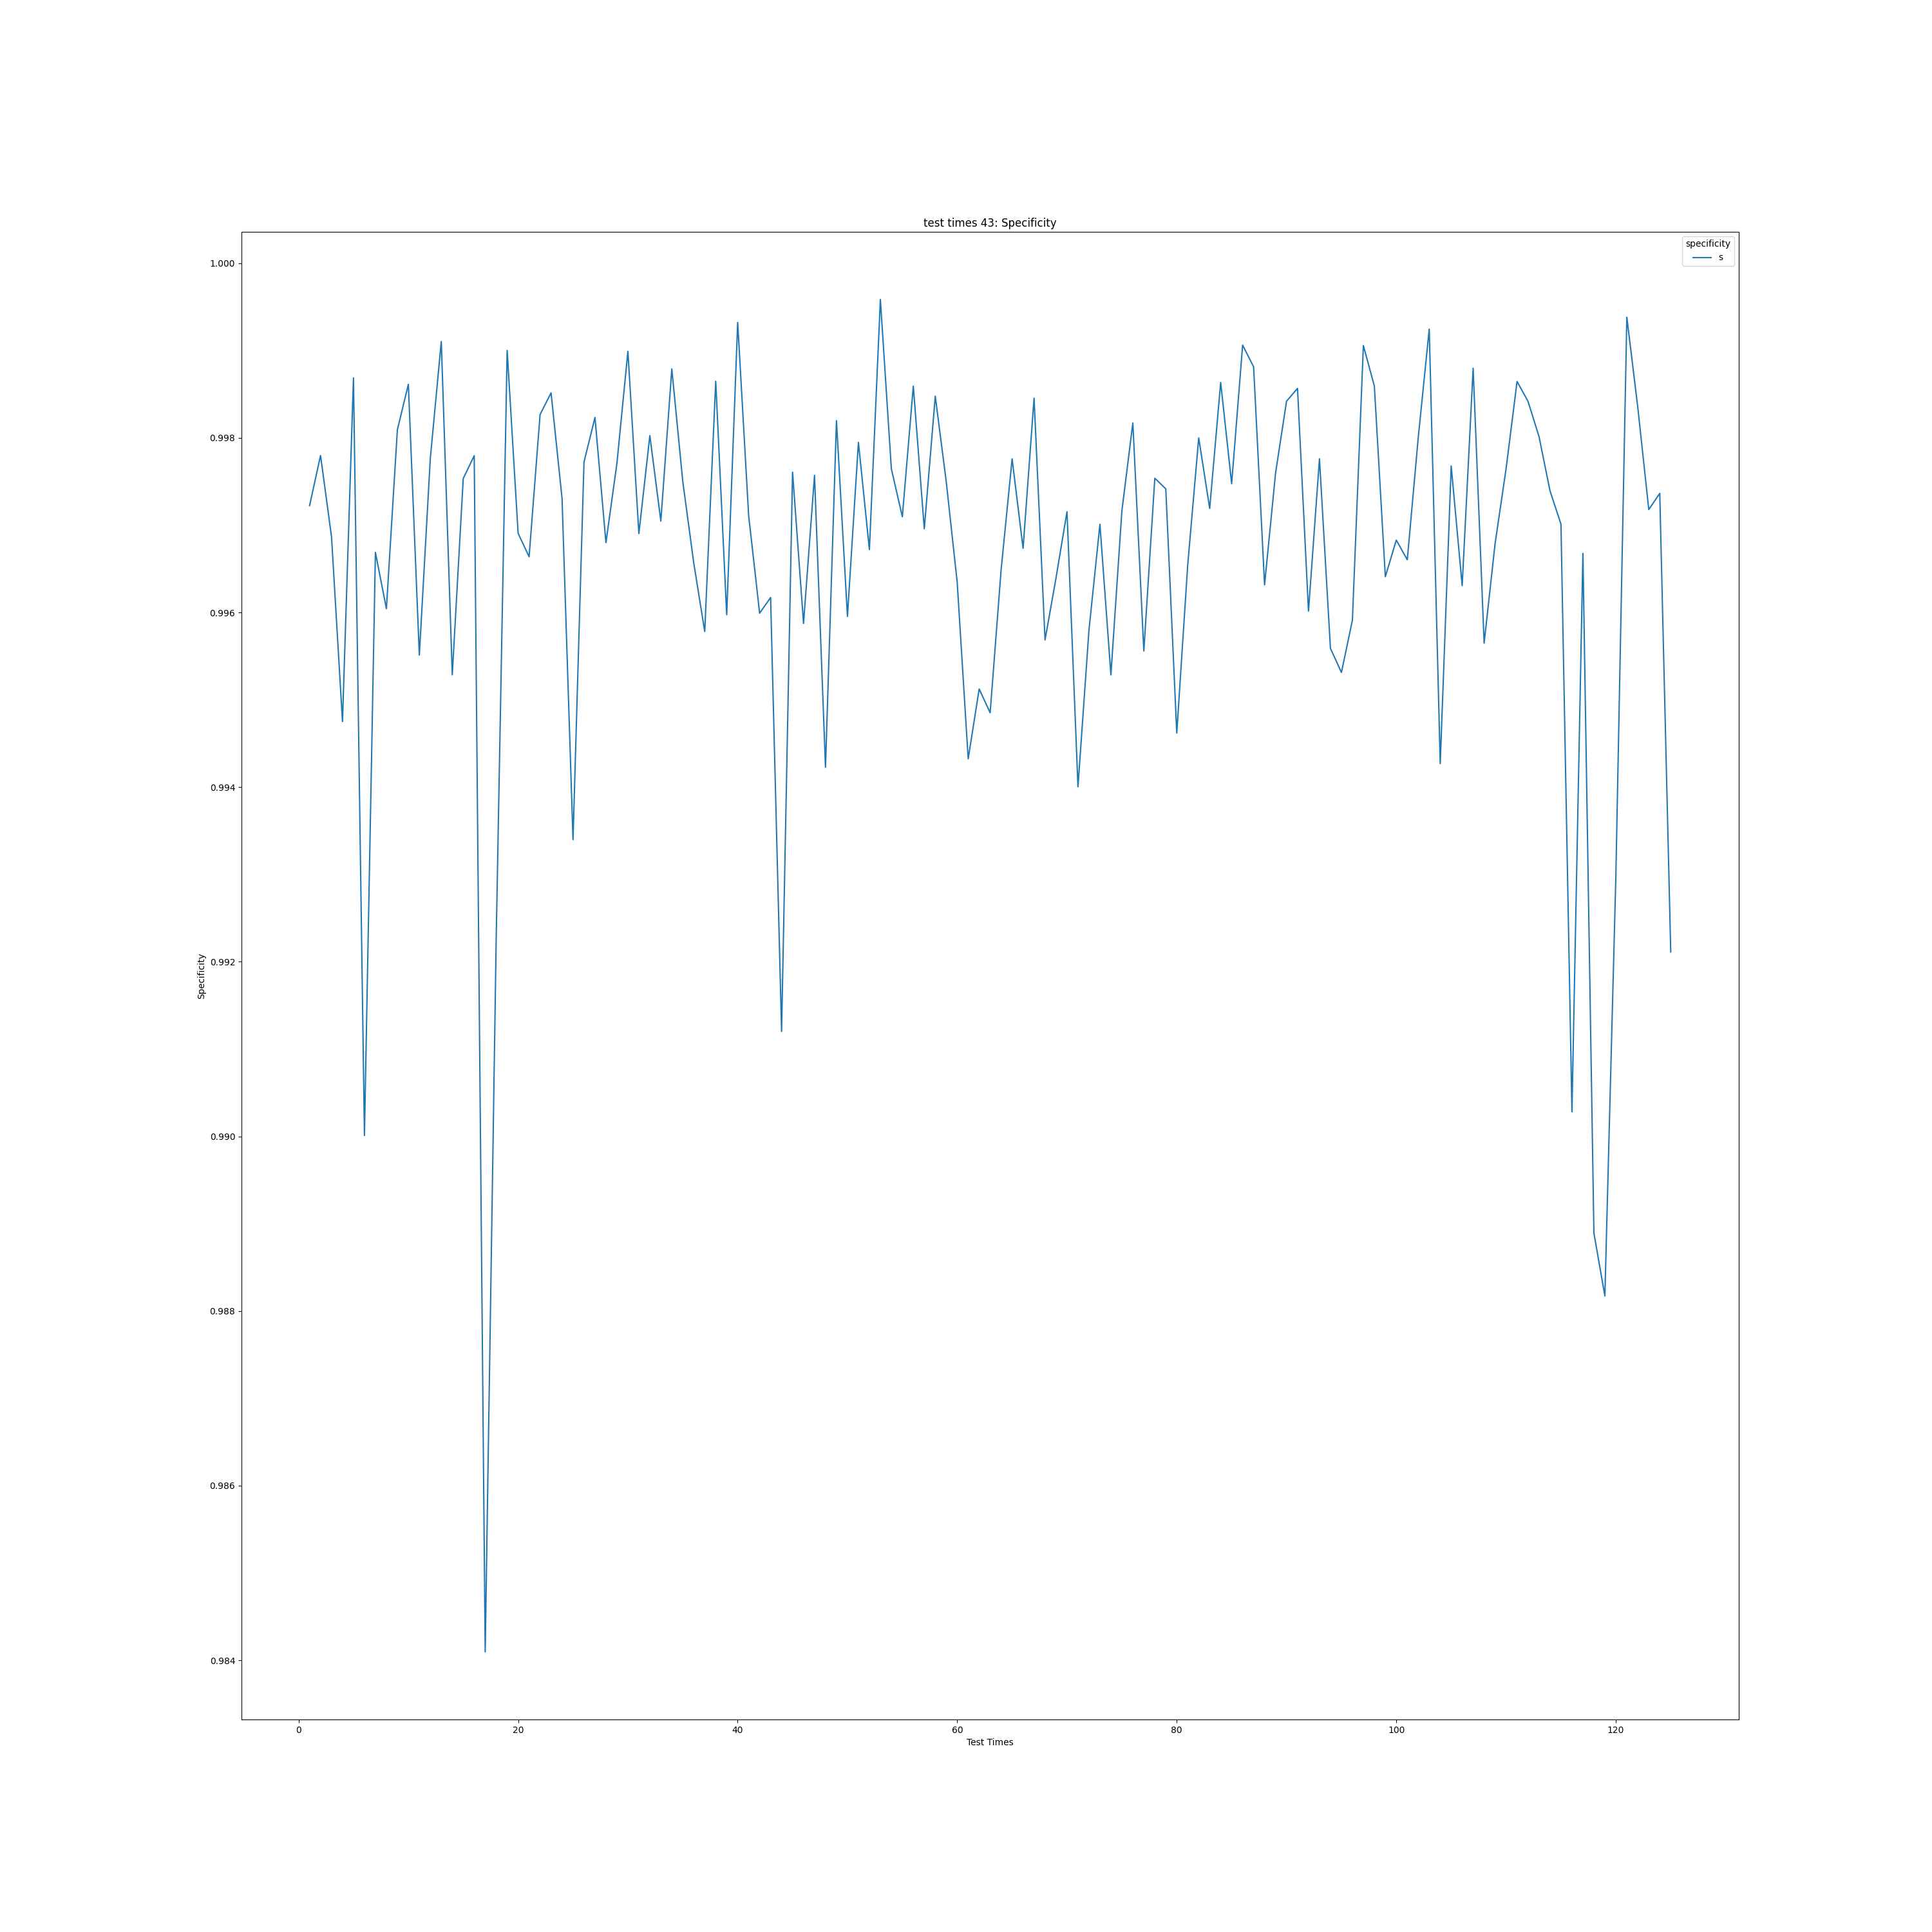 test times 43: Specificity
specificity
s
1.000
0.998
0.996
0.994
0.992
0.990
0.988
0.986
0.984
Specificity
0 20 40 60 80 100 120
Test Times